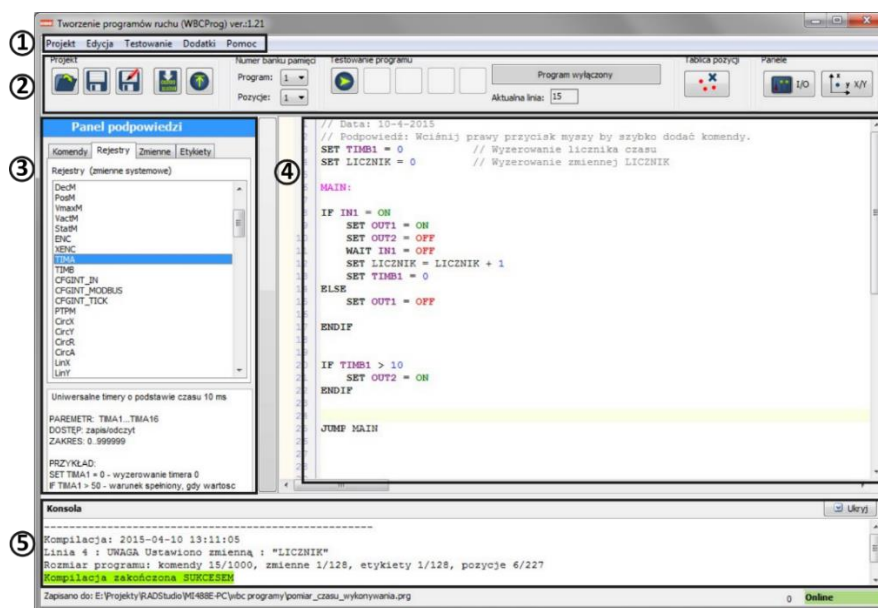 Tworzenie programów ruchu (WBCProg) ver.:1.21
①
Projekt Edycja Testowanie Dodatki Pomoc
②
Projekt
Numer banku pamięci
Program: 1
Pozycje: 1
Testowanie programu
Program wyłączony
Aktualna linia: 15
Tablica pozycji
Panele
I/O
y X/Y
③
Panel podpowiedzi
Komendy Rejestry Zmienne Etykiety
Rejestry (zmienne systemowe)
DecM
PosM
VmaxM
VactM
StatM
ENC
XENC
TIMA
TIMB
CFGINT_IN
CFGINT_MODBUS
CFGINT_TICK
PTPM
CircX
CircY
CircR
CircA
LinX
LinY
Uniwersalne timery o podstawie czasu 10 ms
PAREMETR: TIMA1...TIMA16
DOSTĘP: zapis/odczyt
ZAKRES: 0..999999
PRZYKŁAD:
SET TIMA1 = 0 - wyzerowanie timera 0
IF TIMA1 > 50 - warunek spełniony, gdy wartosc
④
// Data: 10-4-2015
// Podpowiedź: Wciśnij prawy przycisk myszy by szybko dodać komendy.
SET TIMB1 = 0 // Wyzerowanie licznika czasu
SET LICZNIK = 0 // Wyzerowanie zmiennej LICZNIK
MAIN:
IF IN1 = ON
SET OUT1 = ON
SET OUT2 = OFF
WAIT IN1 = OFF
SET LICZNIK = LICZNIK + 1
SET TIMB1 = 0
ELSE
SET OUT1 = OFF
ENDIF
IF TIMB1 > 10
SET OUT2 = ON
ENDIF
JUMP MAIN
⑤
Konsola
Ukryj
Kompilacja: 2015-04-10 13:11:05
Linia 4 : UWAGA Ustawiono zmienną : "LICZNIK"
Rozmiar programu: komendy 15/1000, zmienne 1/128, etykiety 1/128, pozycje 6/227
Kompilacja zakończona SUKCESEM
Zapisano do: E:\Projekty\RADStudio\MI488E-PC\wbc programy\pomiar_czasu_wykonywania.prg
0 Online